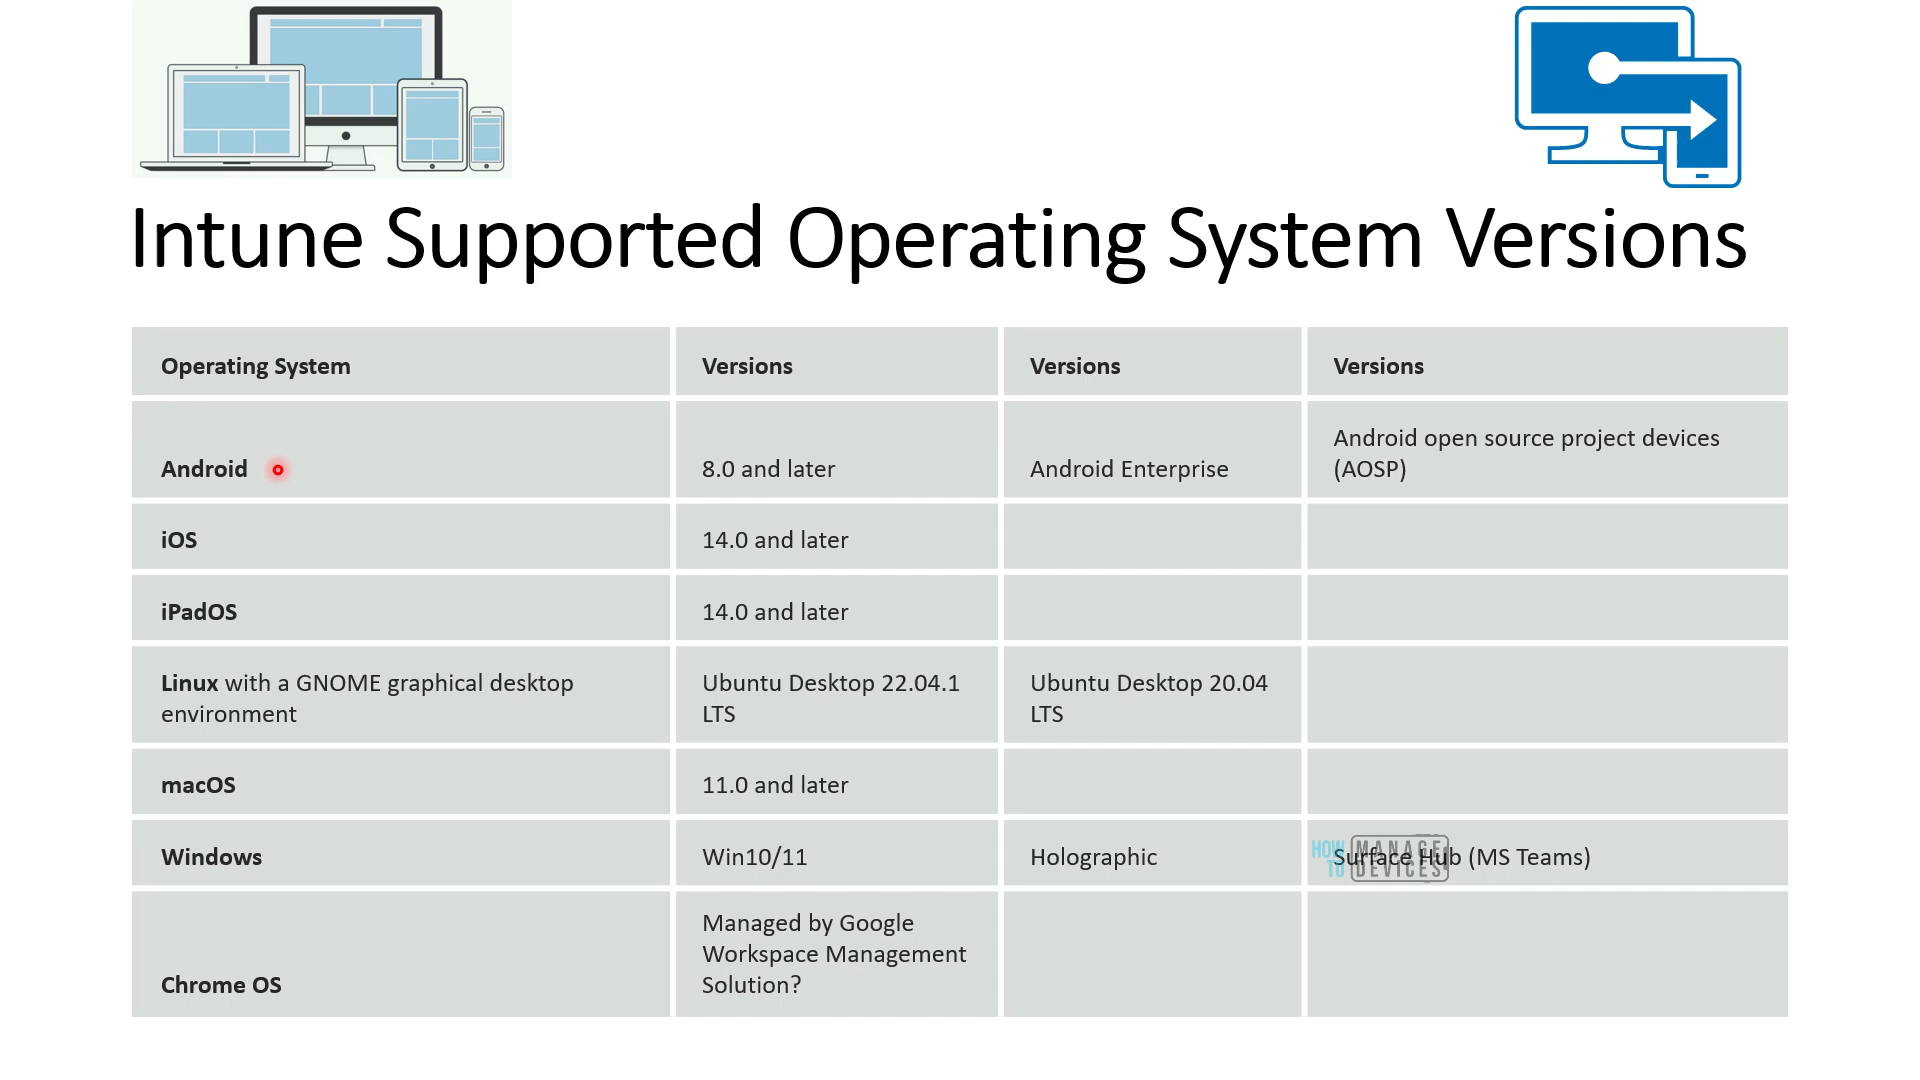 Intune Supported Operating System Versions
Operating System
Versions
Versions
Versions
Android
8.0 and later
Android Enterprise
Android open source project devices
(AOSP)
iOS
14.0 and later
iPadOS
14.0 and later
Linux with a GNOME graphical desktop
environment
Ubuntu Desktop 22.04.1
LTS
Ubuntu Desktop 20.04
LTS
macOS
11.0 and later
Windows
Win10/11
Holographic
Surface Hub (MS Teams)
HOW
TO
MANAGE
DEVICES
Chrome OS
Managed by Google
Workspace Management
Solution?